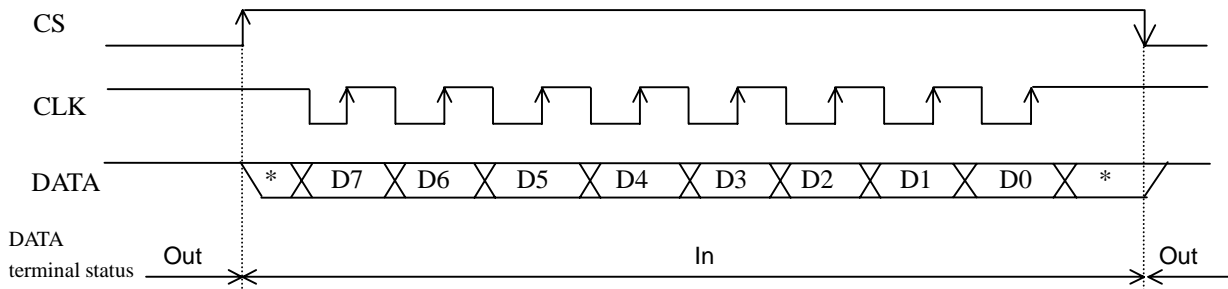 CS
CLK
DATA
* D7 D6 D5 D4 D3 D2 D1 D0 *
DATA
terminal status
Out
In
Out